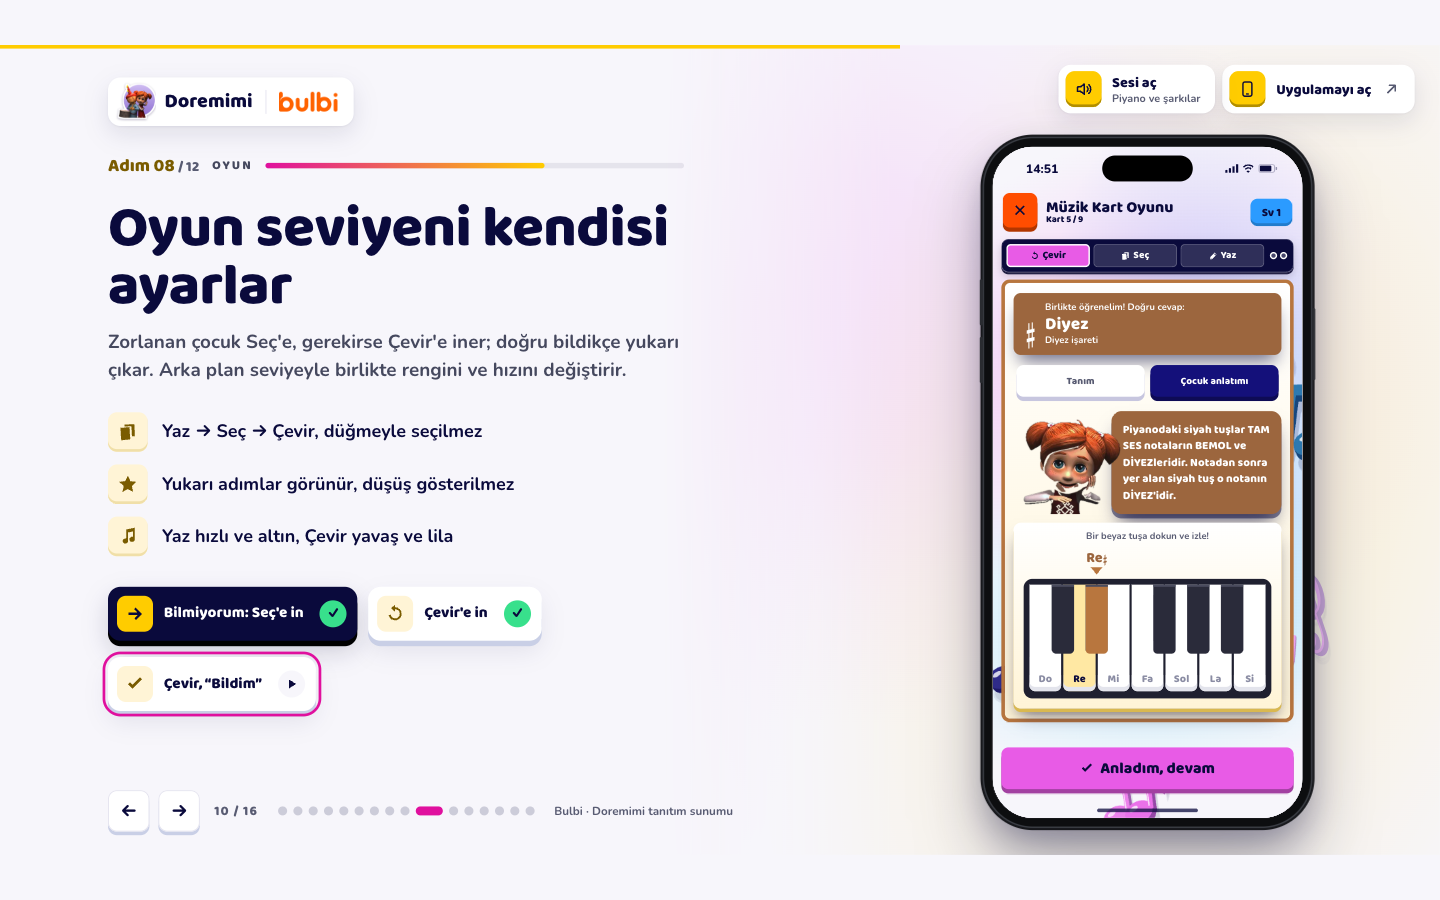 Doremimi
bulbi
Sesi aç
Piyano ve şarkılar
Uygulamayı aç
Adım 08 / 12 OYUN
Oyun seviyeni kendisi
ayarlar
Zorlanan çocuk Seç'e, gerekirse Çevir'e iner; doğru bildikçe yukarı
çıkar. Arka plan seviyeyle birlikte rengini ve hızını değiştirir.
Yaz → Seç → Çevir, düğmeyle seçilmez
Yukarı adımlar görünür, düşüş gösterilmez
Yaz hızlı ve altın, Çevir yavaş ve lila
Bilmiyorum: Seç'e in
Çevir'e in
Çevir, “Bildim”
10 / 16
Bulbi · Doremimi tanıtım sunumu
14:51
Müzik Kart Oyunu
Kart 5 / 9
Sv 1
Çevir
Seç
Yaz
Birlikte öğrenelim! Doğru cevap:
Diyez
Diyez işareti
Tanım
Çocuk anlatımı
Piyanodaki siyah tuşlar TAM
SES notaların BEMOL ve
DİYEZleridir. Notadan sonra
yer alan siyah tuş o notanın
DİYEZ'idir.
Bir beyaz tuşa dokun ve izle!
Re♯
Do Re Mi Fa Sol La Si
Anladım, devam